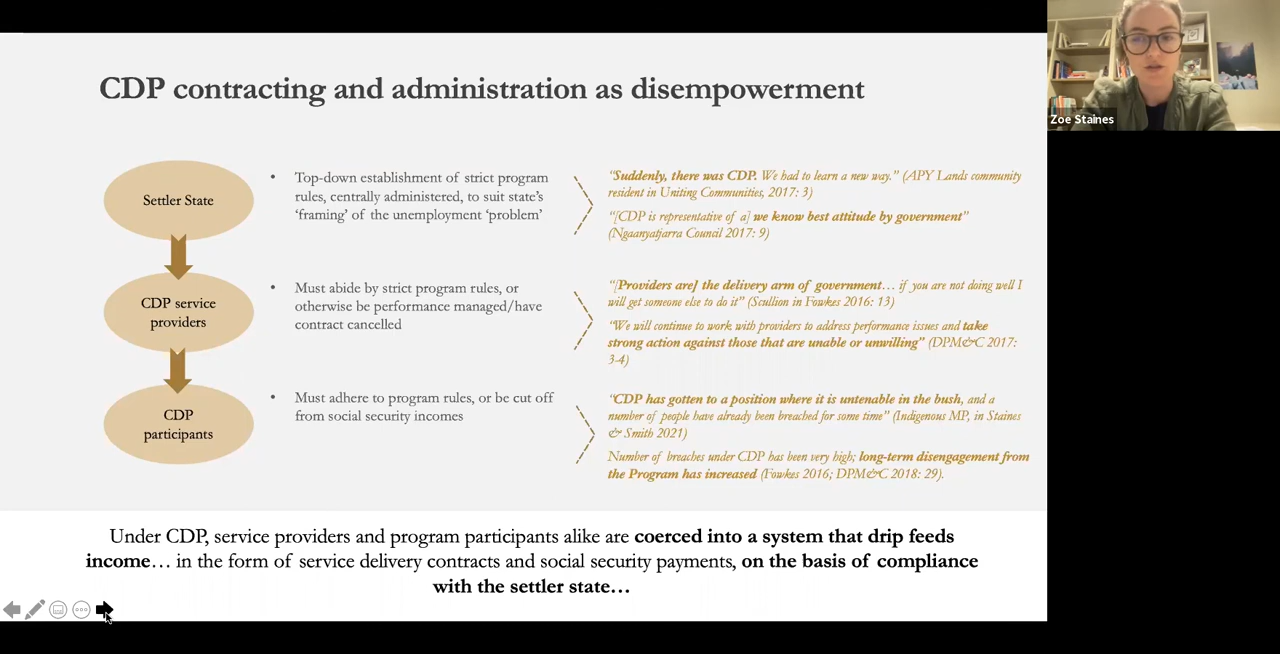 CDP contracting and administration as disempowerment
Zoe Staines
Settler State
• Top-down establishment of strict program
rules, centrally administered, to suit state’s
‘framing’ of the unemployment ‘problem’
“Suddenly, there was CDP. We had to learn a new way.” (APY Lands community
resident in Uniting Communities, 2017: 3)
“[CDP is representative of a] we know best attitude by government”
(Ngaanyatjarra Council 2017: 9)
CDP service
providers
• Must abide by strict program rules, or
otherwise be performance managed/have
contract cancelled
“[Providers are] the delivery arm of government… if you are not doing well I
will get someone else to do it” (Scullion in Fowkes 2016: 13)
“We will continue to work with providers to address performance issues and take
strong action against those that are unable or unwilling” (DPM&C 2017:
3-4)
CDP
participants
• Must adhere to program rules, or be cut off
from social security incomes
“CDP has gotten to a position where it is untenable in the bush, and a
number of people have already been breached for some time” (Indigenous MP, in Staines
& Smith 2021)
Number of breaches under CDP has been very high; long-term disengagement from
the Program has increased (Fowkes 2016; DPM&C 2018: 29).
Under CDP, service providers and program participants alike are coerced into a system that drip feeds
income… in the form of service delivery contracts and social security payments, on the basis of compliance
with the settler state…